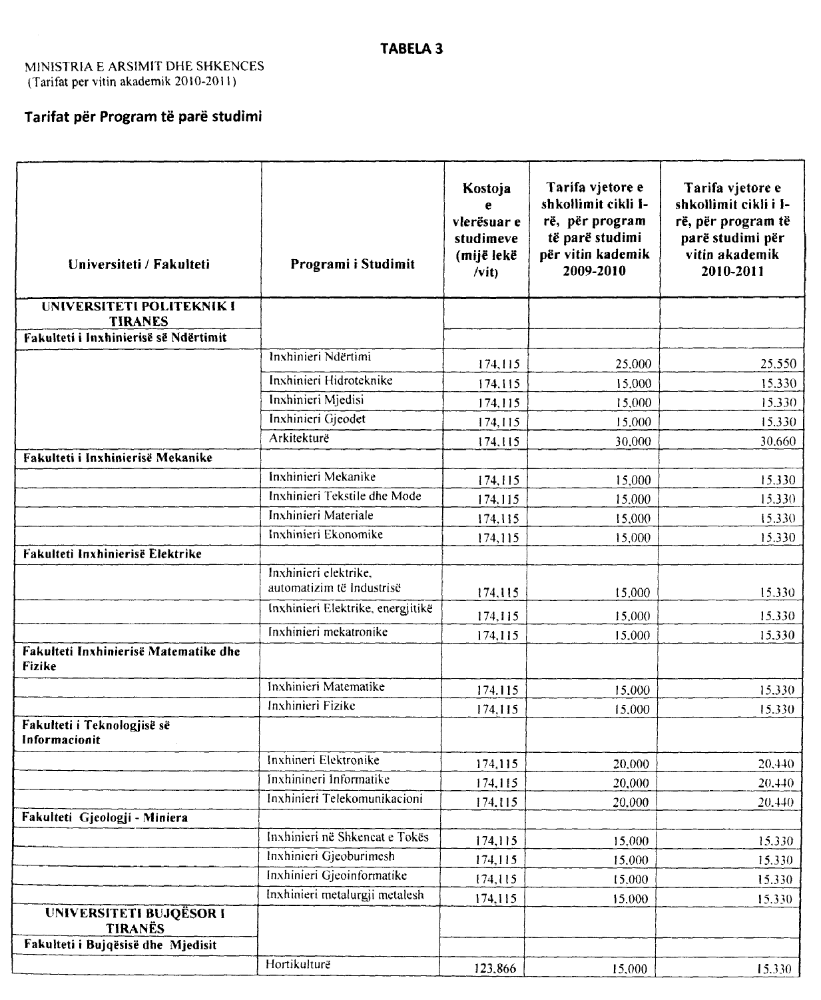 TABELA 3
MINISTRIA E ARSIMIT DHE SHKENCES
(Tarifat per vitin akademik 2010-2011)
Tarifat për Program të parë studimi
Universiteti / Fakulteti
Programi i Studimit
Kostoja
e
vlerësuar e
studimeve
(mijë lekë
/vit)
Tarifa vjetore e
shkollimit cikli I-
rë, për program
të parë studimi
për vitin kademik
2009-2010
Tarifa vjetore e
shkollimit cikli i I-
rë, për program të
parë studimi për
vitin akademik
2010-2011
UNIVERSITETI POLITEKNIK I
TIRANES
Fakulteti i Inxhinierisë së Ndërtimit
Inxhinieri Ndërtimi 174,115 25.000 25.550
Inxhinieri Hidroteknike 174.115 15,000 15.330
Inxhinieri Mjedisi 174.115 15,000 15.330
Inxhinieri Gjeodet 174,115 15,000 15.330
Arkitekturë 174,115 30,000 30.660
Fakulteti i Inxhinierisë Mekanike
Inxhinieri Mekanike 174,115 15,000 15.330
Inxhinieri Tekstile dhe Mode 174,115 15,000 15.330
Inxhinieri Materiale 174,115 15,000 15.330
Inxhinieri Ekonomike 174,115 15,000 15.330
Fakulteti Inxhinierisë Elektrike
Inxhinieri elektrike,
automatizim të Industrisë 174,115 15,000 15.330
Inxhinieri Elektrike, energjitikë 174,115 15,000 15.330
Inxhinieri mekatronike 174,115 15.000 15.330
Fakulteti Inxhinierisë Matematike dhe
Fizike
Inxhinieri Matematike 174.115 15.000 15.330
Inxhinieri Fizike 174,115 15,000 15.330
Fakulteti i Teknologjisë së
Informacionit
Inxhineri Elektronike 174,115 20.000 20.440
Inxhinineri Informatike 174,115 20,000 20.440
Inxhinieri Telekomunikacioni 174.115 20,000 20.440
Fakulteti Gjeologji - Miniera
Inxhinieri në Shkencat e Tokës 174,115 15,000 15.330
Inxhinieri Gjeoburimesh 174,115 15.000 15.330
Inxhinieri Gjeoinformatike 174,115 15,000 15.330
Inxhinieri metalurgji metalesh 174,115 15.000 15.330
UNIVERSITETI BUJQËSOR I
TIRANËS
Fakulteti i Bujqësisë dhe Mjedisit
Hortikulturë 123,866 15,000 15.330